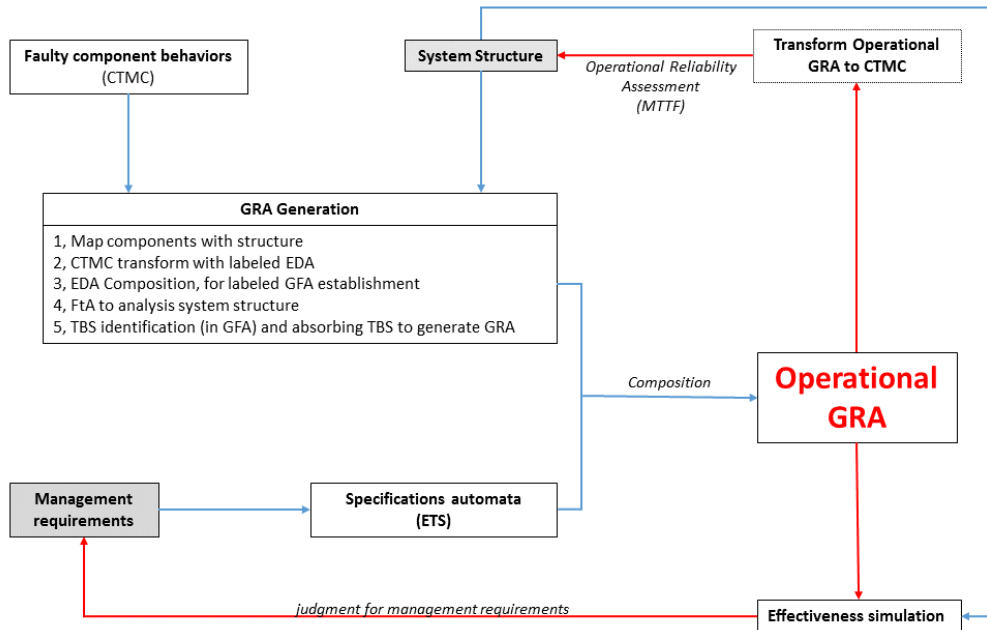 Faulty component behaviors
(CTMC)
System Structure
Transform Operational
GRA to CTMC
Operational Reliability
Assessment
(MTTF)
GRA Generation
1, Map components with structure
2, CTMC transform with labeled EDA
3, EDA Composition, for labeled GFA establishment
4, FtA to analysis system structure
5, TBS identification (in GFA) and absorbing TBS to generate GRA
Composition
Operational
GRA
Management
requirements
Specifications automata
(ETS)
judgment for management requirements
Effectiveness simulation